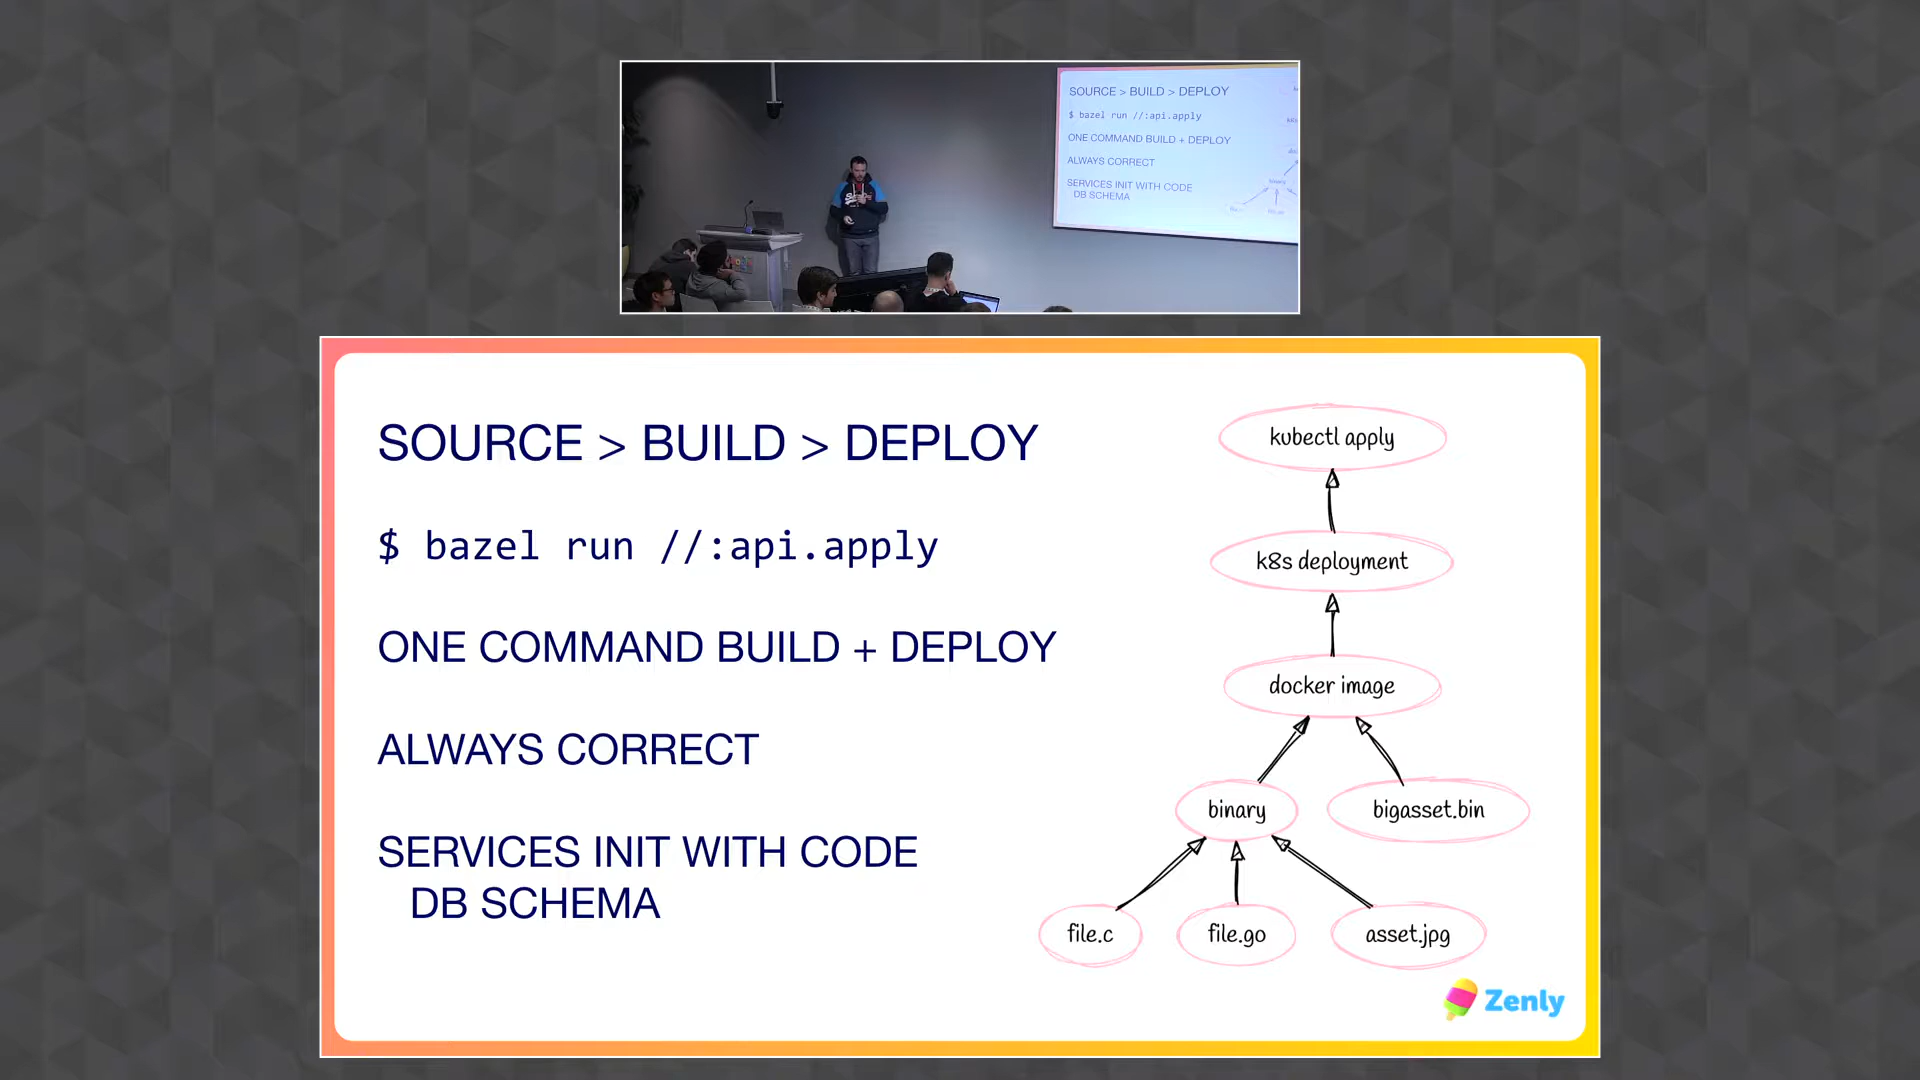 SOURCE > BUILD > DEPLOY
$ bazel run //:api.apply
ONE COMMAND BUILD + DEPLOY
ALWAYS CORRECT
SERVICES INIT WITH CODE
DB SCHEMA
SOURCE > BUILD > DEPLOY
$ bazel run //:api.apply
ONE COMMAND BUILD + DEPLOY
ALWAYS CORRECT
SERVICES INIT WITH CODE
DB SCHEMA
kubectl apply
k8s deployment
docker image
binary
bigasset.bin
file.c
file.go
asset.jpg
Zenly